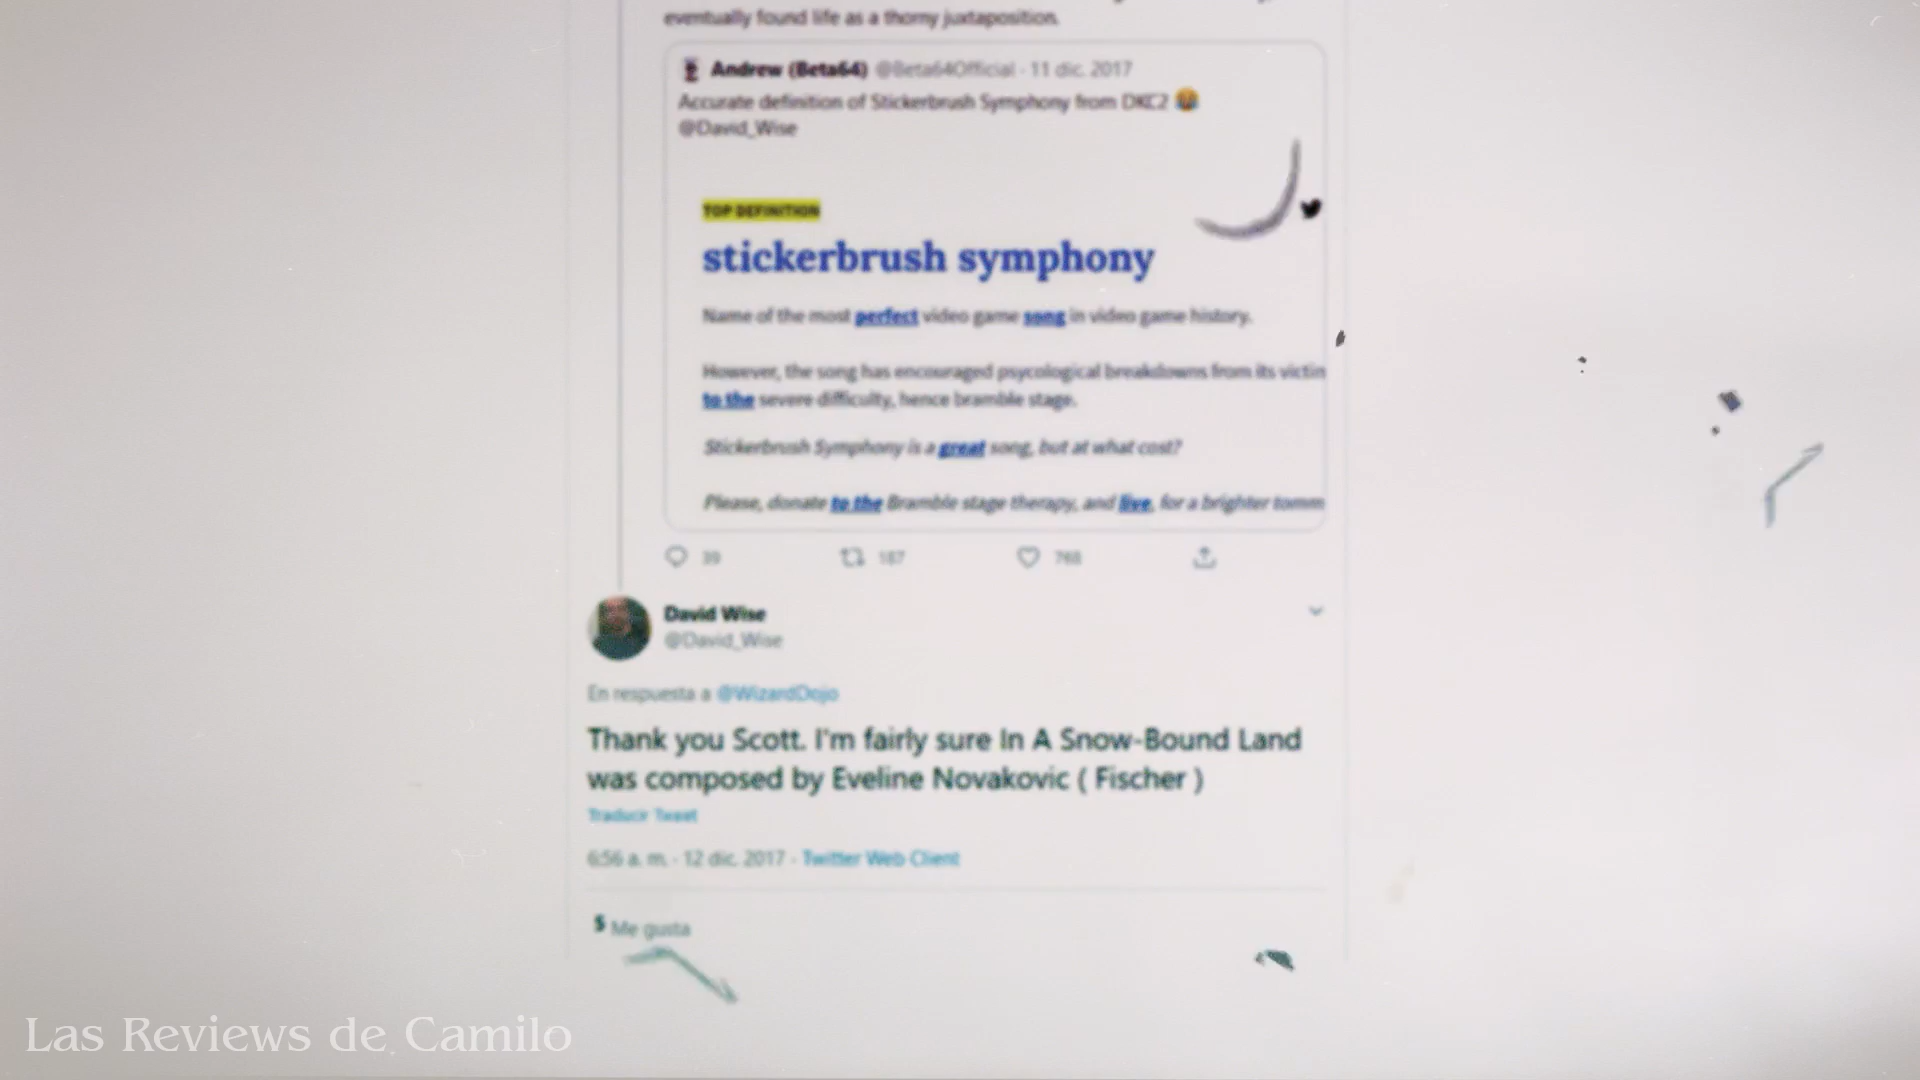 eventually found life as a thorny juxtaposition.
Andrew (Beta64) @Beta64Official · 11 dic. 2017
Accurate definition of Stickerbrush Symphony from DKC2 😭
@David_Wise
TOP DEFINITION
stickerbrush symphony
Name of the most perfect video game song in video game history.
However, the song has encouraged psycological breakdowns from its victin
to the severe difficulty, hence bramble stage.
Stickerbrush Symphony is a great song, but at what cost?
Please, donate to the Bramble stage therapy, and live, for a brighter tomm
39 187 768
David Wise
@David_Wise
En respuesta a @WizardDojo
Thank you Scott. I'm fairly sure In A Snow-Bound Land
was composed by Eveline Novakovic ( Fischer )
Traducir Tweet
6:56 a. m. · 12 dic. 2017 · Twitter Web Client
5 Me gusta
Las Reviews de Camilo